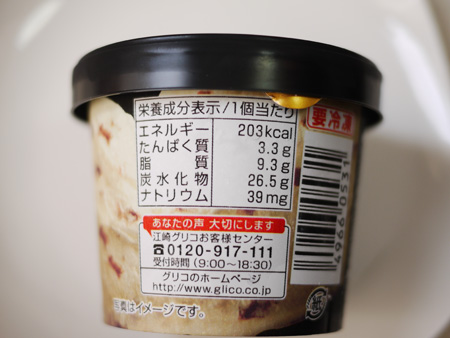 栄養成分表示/1個当たり
エネルギー 203kcal
たんぱく質 3.3g
脂質 9.3g
炭水化物 26.5g
ナトリウム 39mg
要冷凍
あなたの声 大切にします
江崎グリコお客様センター
0120-917-111
受付時間(9:00~18:30)
グリコのホームページ
http://www.glico.co.jp
写真はイメージです。
紙